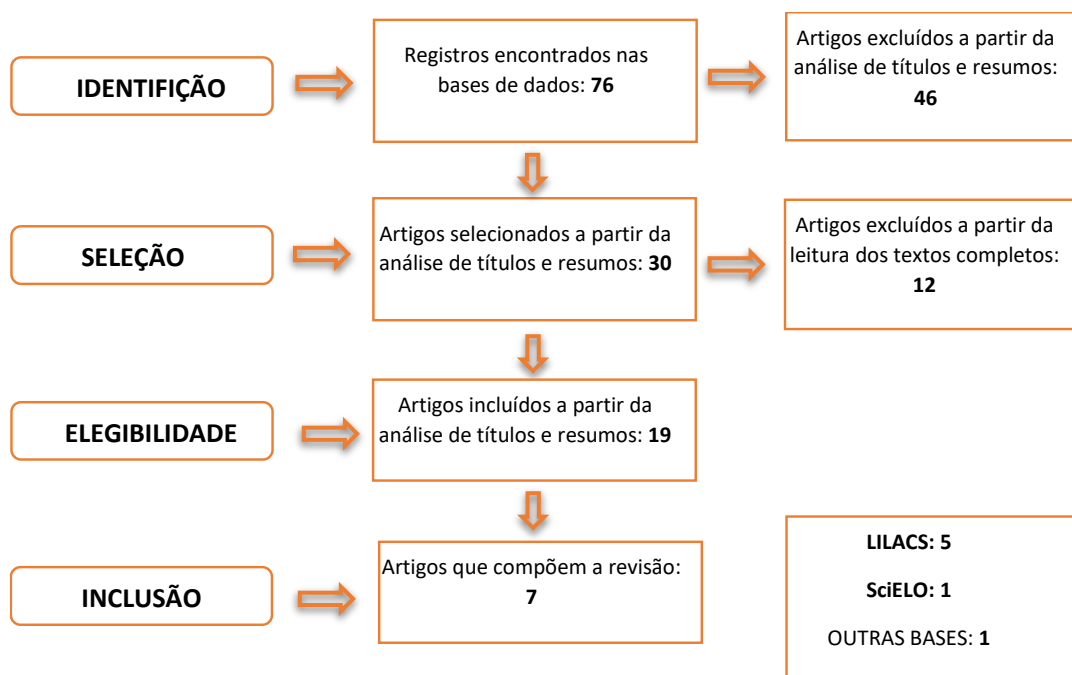 IDENTIFIÇÃO
Registros encontrados nas
bases de dados: 76
Artigos excluídos a partir da
análise de títulos e resumos:
46
SELEÇÃO
Artigos selecionados a partir da
análise de títulos e resumos: 30
Artigos excluídos a partir da
leitura dos textos completos:
12
ELEGIBILIDADE
Artigos incluídos a partir da
análise de títulos e resumos: 19
INCLUSÃO
Artigos que compõem a revisão:
7
LILACS: 5
SciELO: 1
OUTRAS BASES: 1